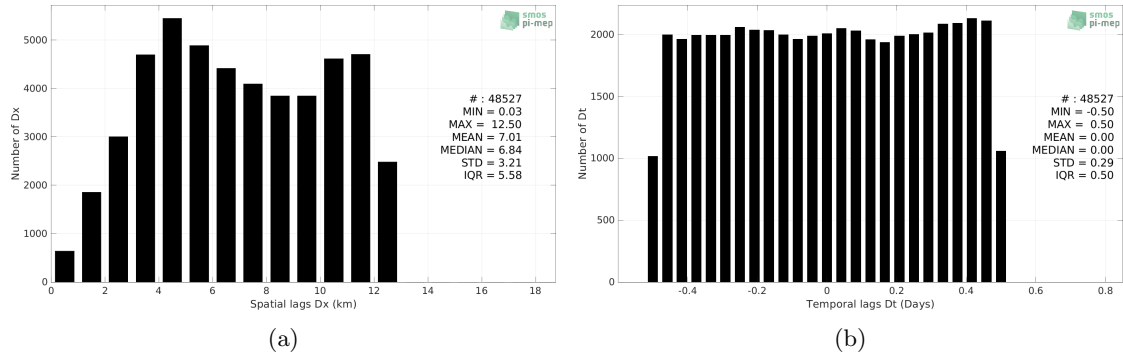 smos
pi-mep
5000
4000
3000
2000
1000
0
Number of Dx
# : 48527
MIN = 0.03
MAX = 12.50
MEAN = 7.01
MEDIAN = 6.84
STD = 3.21
IQR = 5.58
0 2 4 6 8 10 12 14 16 18
Spatial lags Dx (km)
(a)
smos
pi-mep
2000
1500
1000
500
0
Number of Dt
# : 48527
MIN = -0.50
MAX = 0.50
MEAN = 0.00
MEDIAN = 0.00
STD = 0.29
IQR = 0.50
-0.4 -0.2 0 0.2 0.4 0.6 0.8
Temporal lags Dt (Days)
(b)